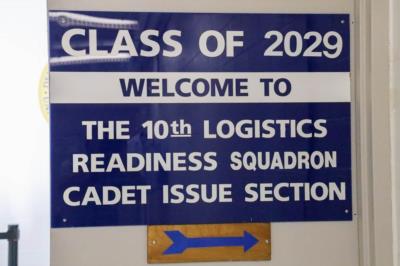 CLASS OF 2029
WELCOME TO
THE 10th LOGISTICS
READINESS SQUADRON
CADET ISSUE SECTION